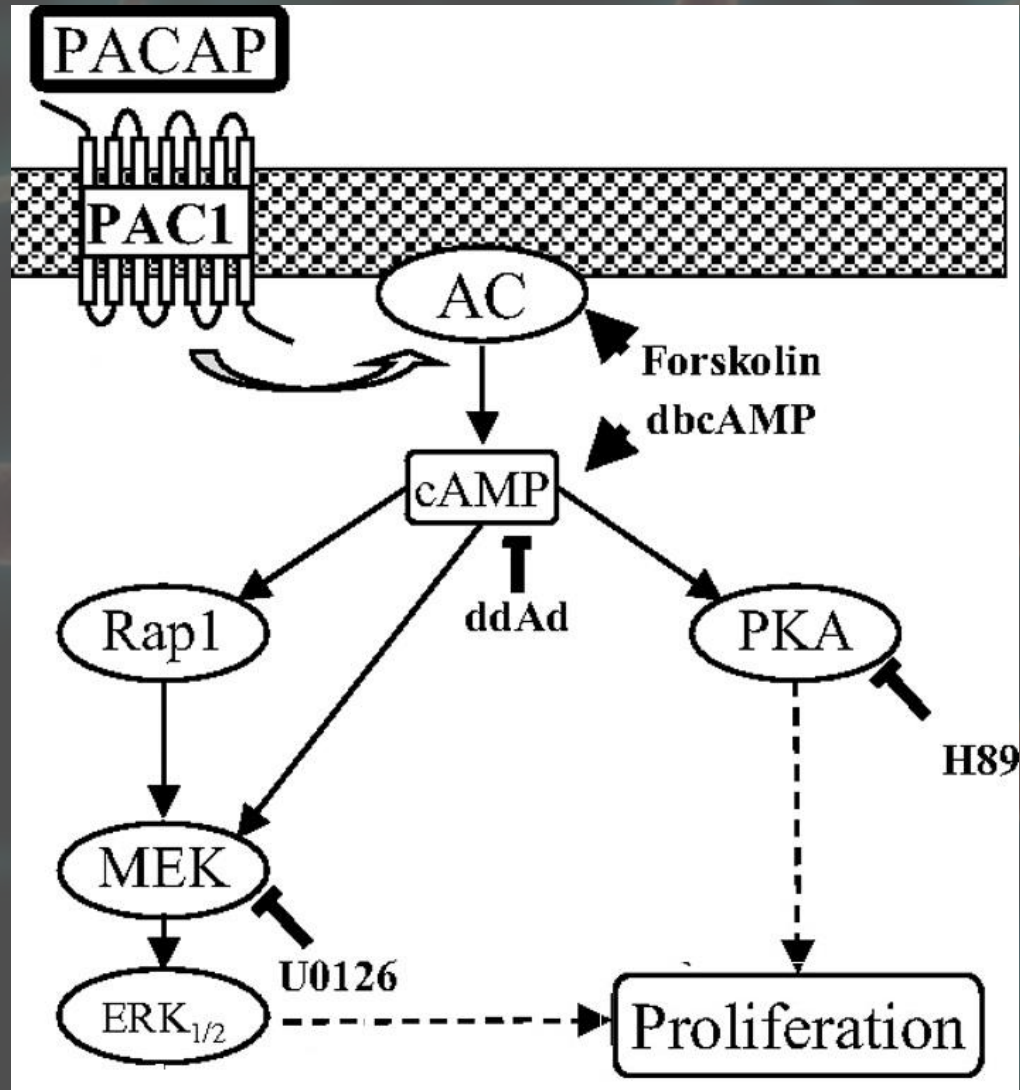 PACAP
PAC1
AC
Forskolin
dbcAMP
cAMP
ddAd
Rap1
PKA
H89
MEK
U0126
ERK1/2
Proliferation